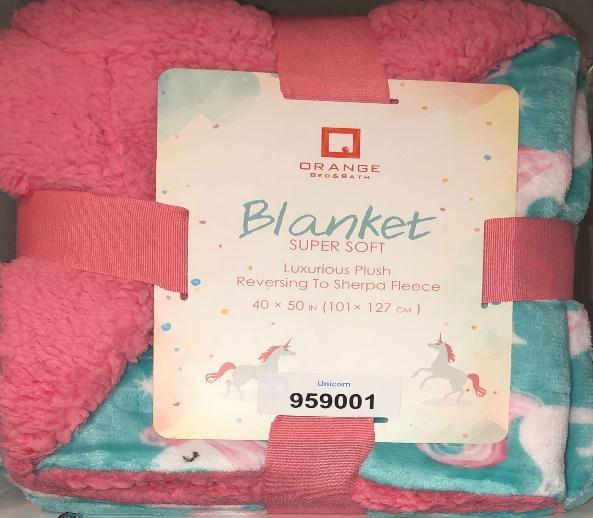 ORANGE
BED & BATH
Blanket
SUPER SOFT
Luxurious Plush
Reversing To Sherpa Fleece
40 × 50 IN (101× 127 CM )
Unicorn
959001